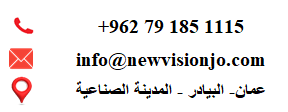 +962 79 185 1115
info@newvisionjo.com
عمان- البيادر - المدينة الصناعية